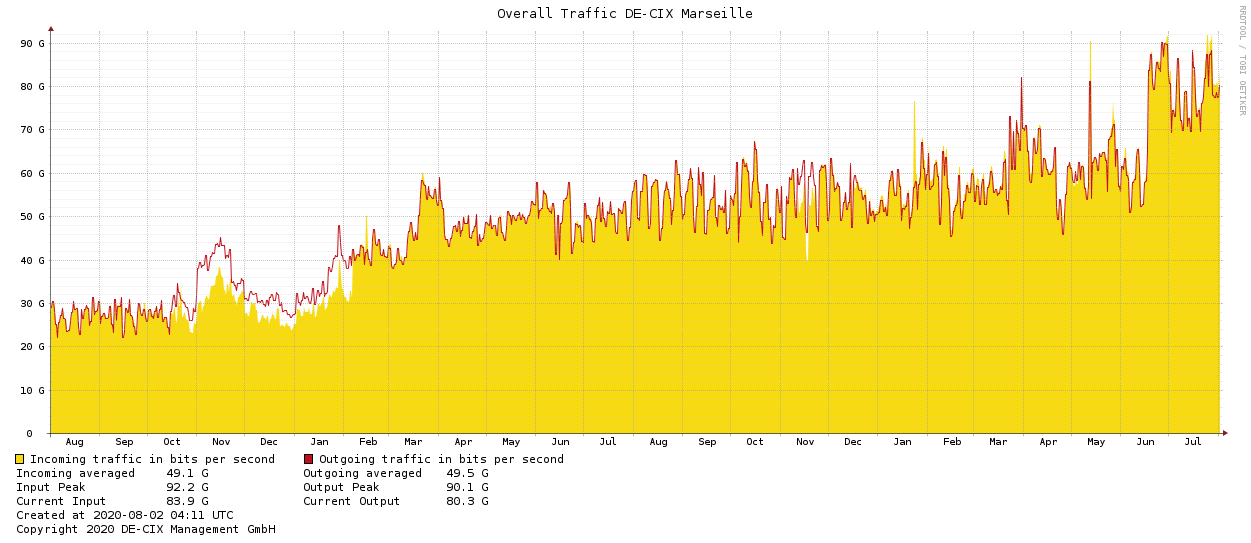 Overall Traffic DE-CIX Marseille
RRDTOOL / TOBI OETIKER
90 G
80 G
70 G
60 G
50 G
40 G
30 G
20 G
10 G
0
Aug Sep Oct Nov Dec Jan Feb Mar Apr May Jun Jul Aug Sep Oct Nov Dec Jan Feb Mar Apr May Jun Jul
Incoming traffic in bits per second Outgoing traffic in bits per second
Incoming averaged 49.1 G Outgoing averaged 49.5 G
Input Peak 92.2 G Output Peak 90.1 G
Current Input 83.9 G Current Output 80.3 G
Created at 2020-08-02 04:11 UTC
Copyright 2020 DE-CIX Management GmbH